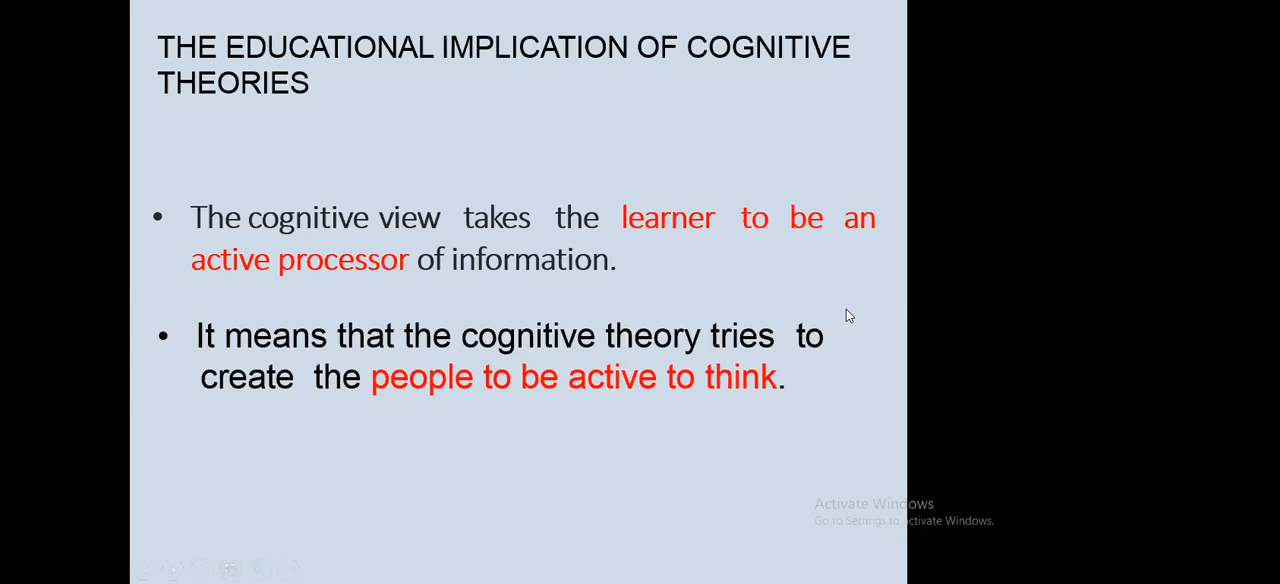 THE EDUCATIONAL IMPLICATION OF COGNITIVE
THEORIES
• The cognitive view takes the learner to be an
active processor of information.
• It means that the cognitive theory tries to
create the people to be active to think.
Activate Windows
Go to Settings to activate Windows.